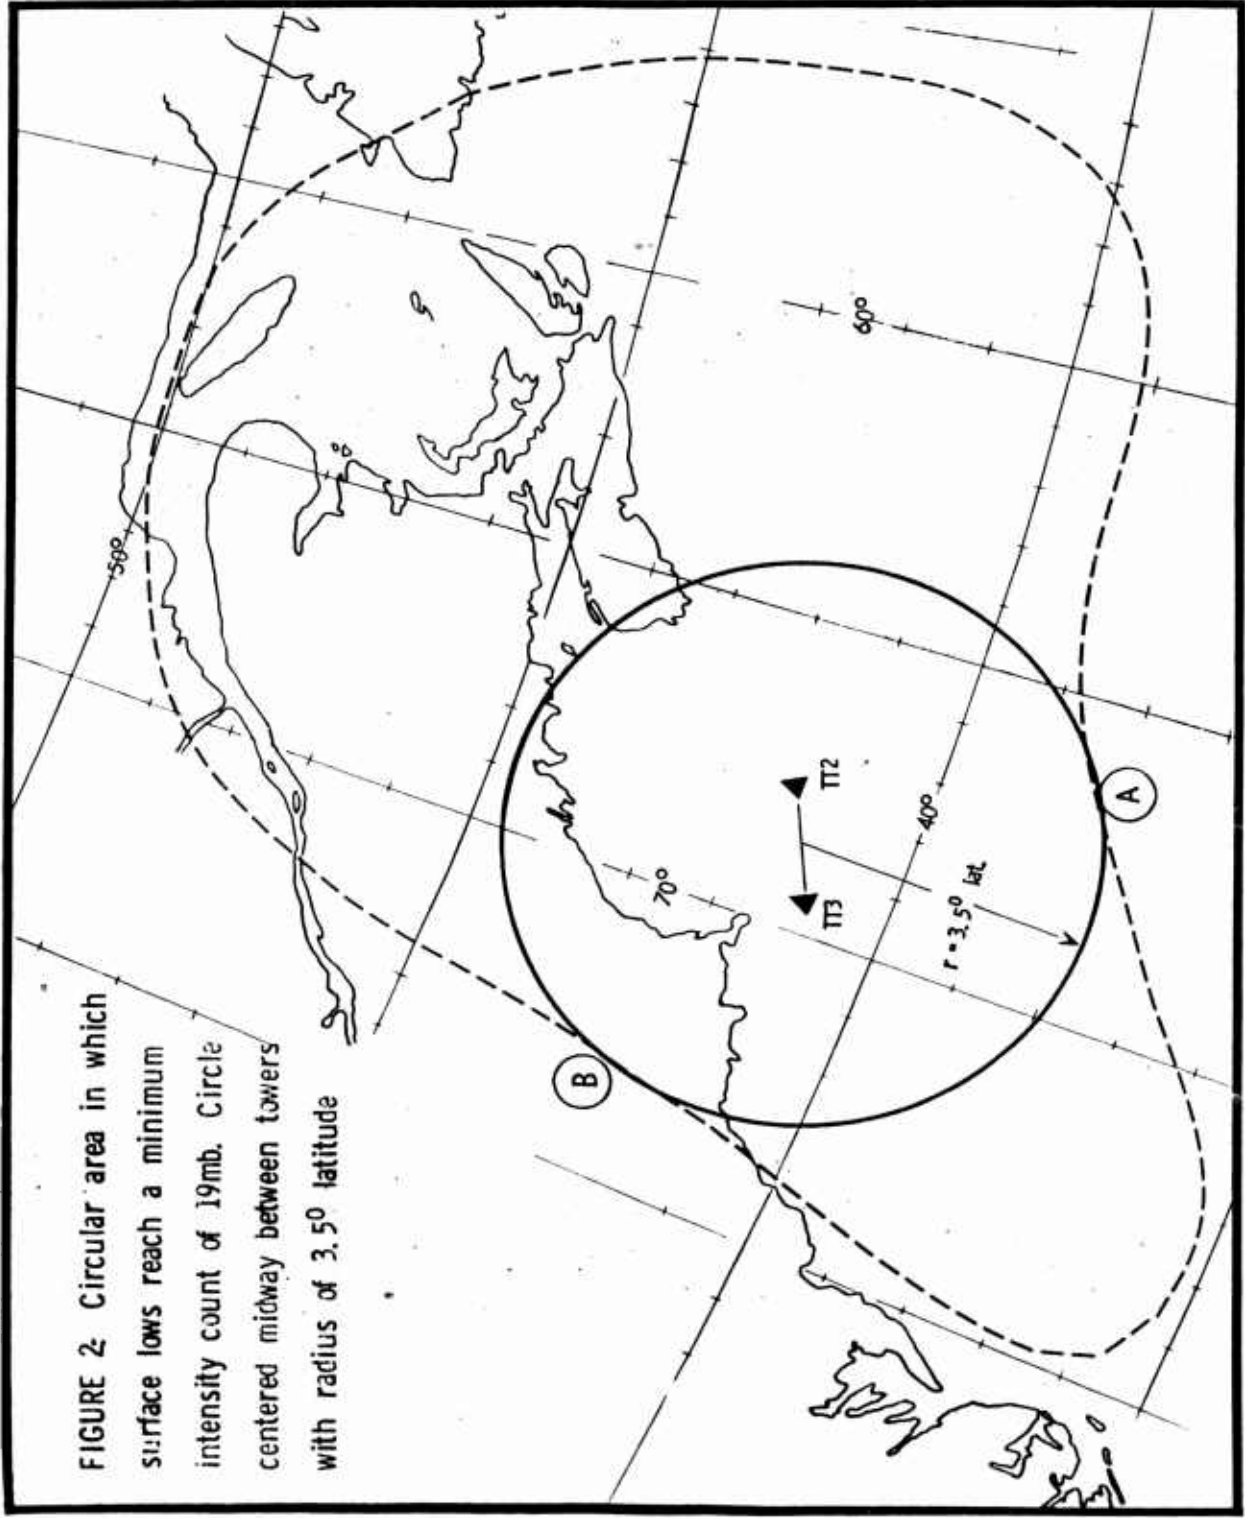 FIGURE 2: Circular area in which
surface lows reach a minimum
intensity count of 19mb. Circle
centered midway between towers
with radius of 3.5° latitude
50°
60°
70°
40°
TT2
TT3
r = 3.5° lat.
A
B